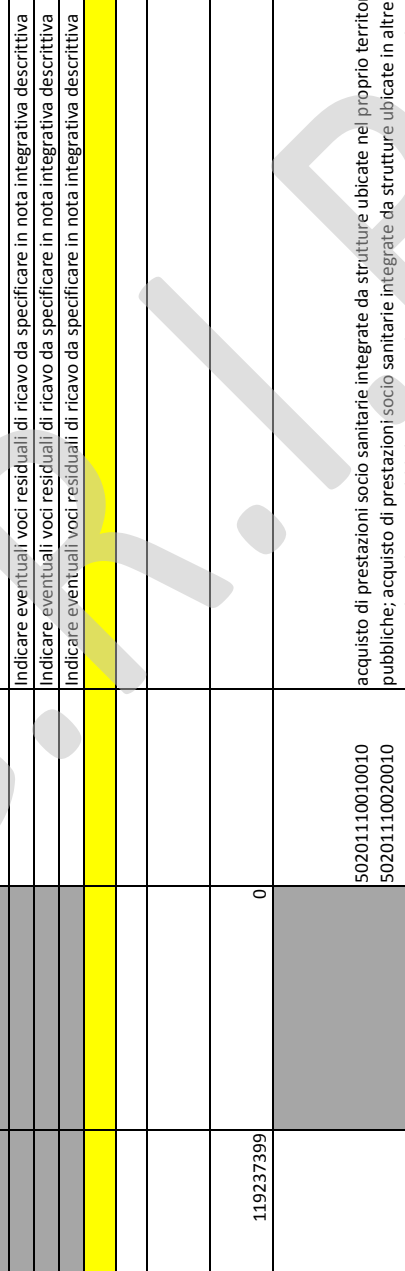 Indicare eventuali voci residuali di ricavo da specificare in nota integrativa descrittiva
Indicare eventuali voci residuali di ricavo da specificare in nota integrativa descrittiva
Indicare eventuali voci residuali di ricavo da specificare in nota integrativa descrittiva
119237399 0
50201110010010 acquisto di prestazioni socio sanitarie integrate da strutture ubicate nel proprio
50201110020010 pubbliche; acquisto di prestazioni socio sanitarie integrate da strutture ubicate in altre